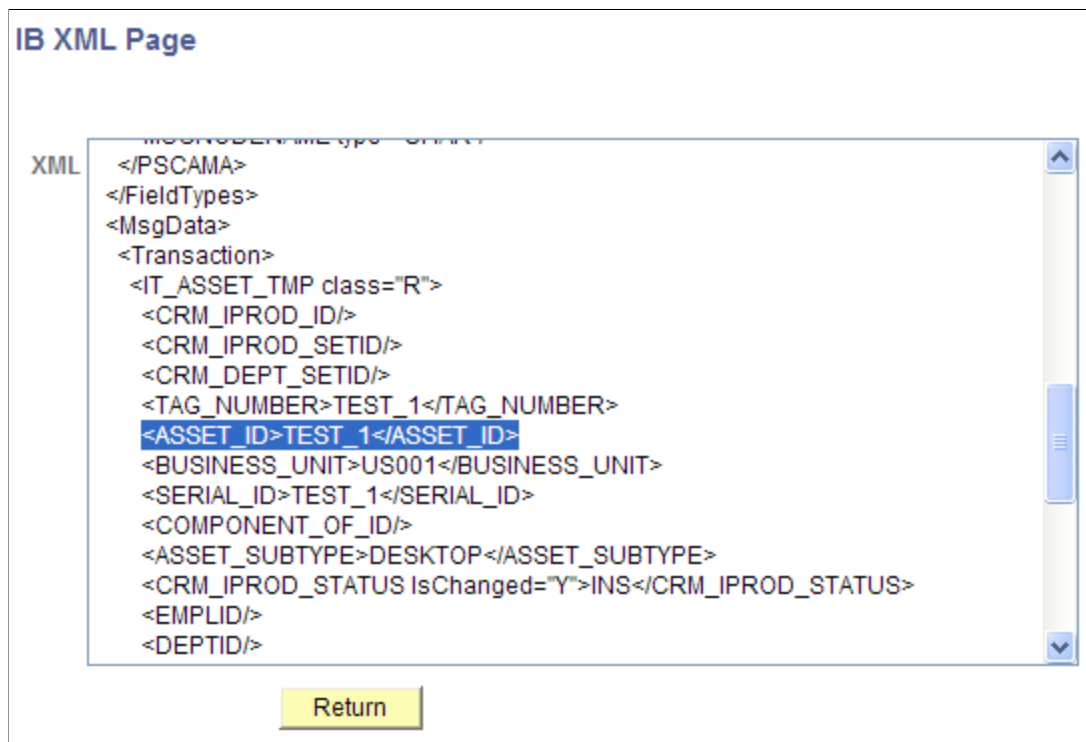 IB XML Page
XML
</PSCAMA>
</FieldTypes>
<MsgData>
<Transaction>
<IT_ASSET_TMP class="R">
<CRM_IPROD_ID/>
<CRM_IPROD_SETID/>
<CRM_DEPT_SETID/>
<TAG_NUMBER>TEST_1</TAG_NUMBER>
<ASSET_ID>TEST_1</ASSET_ID>
<BUSINESS_UNIT>US001</BUSINESS_UNIT>
<SERIAL_ID>TEST_1</SERIAL_ID>
<COMPONENT_OF_ID/>
<ASSET_SUBTYPE>DESKTOP</ASSET_SUBTYPE>
<CRM_IPROD_STATUS IsChanged="Y">INS</CRM_IPROD_STATUS>
<EMPLID/>
<DEPTID/>
Return